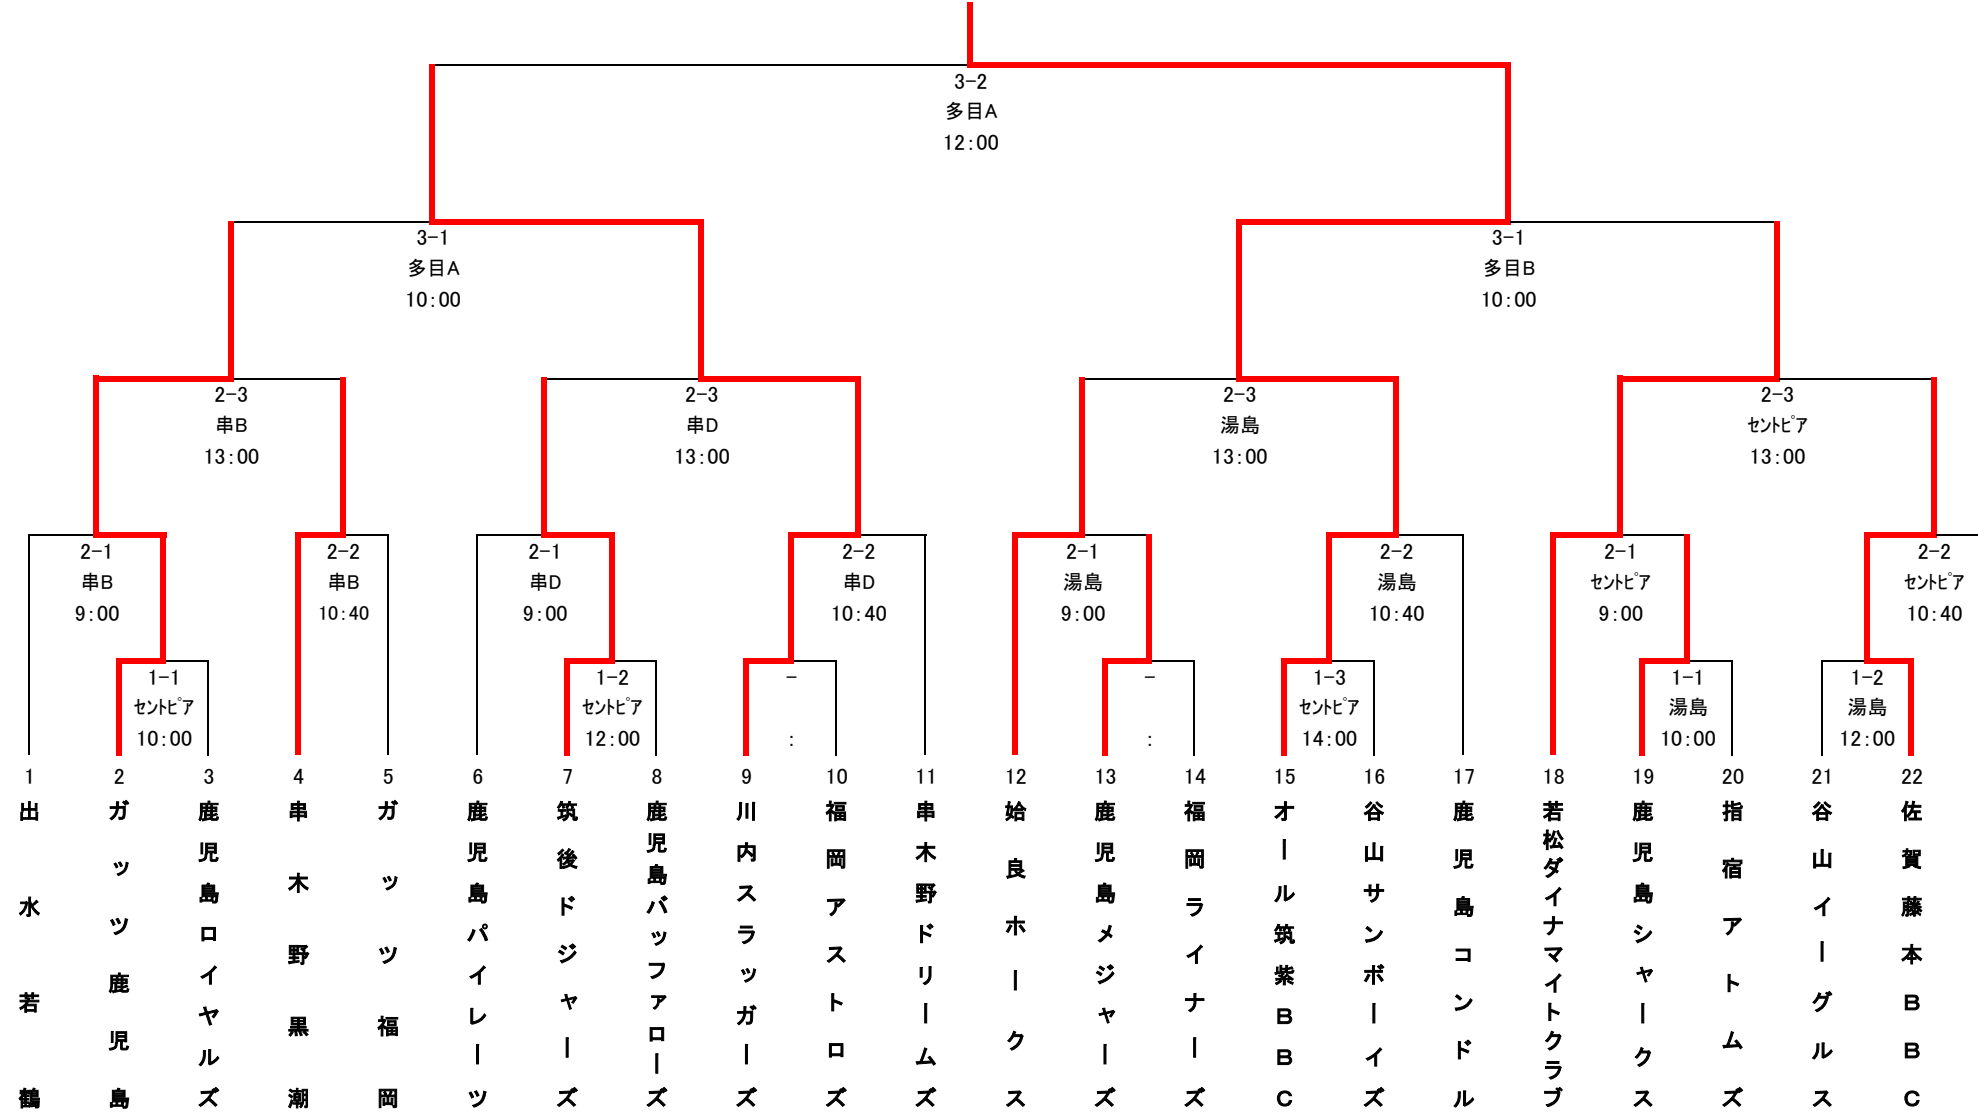 3-2
多目A
12:00
3-1
多目A
10:00
3-1
多目B
10:00
2-3
串B
13:00
2-3
串D
13:00
2-3
湯島
13:00
2-3
ｾﾝﾄﾋﾟｱ
13:00
2-1
串B
9:00
2-2
串B
10:40
2-1
串D
9:00
2-2
串D
10:40
2-1
湯島
9:00
2-2
湯島
10:40
2-1
ｾﾝﾄﾋﾟｱ
9:00
2-2
ｾﾝﾄﾋﾟｱ
10:40
1-1
ｾﾝﾄﾋﾟｱ
10:00
1-2
ｾﾝﾄﾋﾟｱ
12:00
-
:
-
:
1-3
ｾﾝﾄﾋﾟｱ
14:00
1-1
湯島
10:00
1-2
湯島
12:00
1
出水若鶴
2
ガッツ鹿児島
3
鹿児島ロイヤルズ
4
串木野黒潮
5
ガッツ福岡
6
鹿児島パイレーツ
7
筑後ドジャーズ
8
鹿児島バッファローズ
9
川内スラッガーズ
10
福岡アストロズ
11
串木野ドリームズ
12
姶良ホークス
13
鹿児島メジャーズ
14
福岡ライナーズ
15
オール筑紫ＢＢＣ
16
谷山サンボーイズ
17
鹿児島コンドル
18
若松ダイナマイトクラブ
19
鹿児島シャークス
20
指宿アトムズ
21
谷山イーグルス
22
佐賀藤本ＢＢＣ